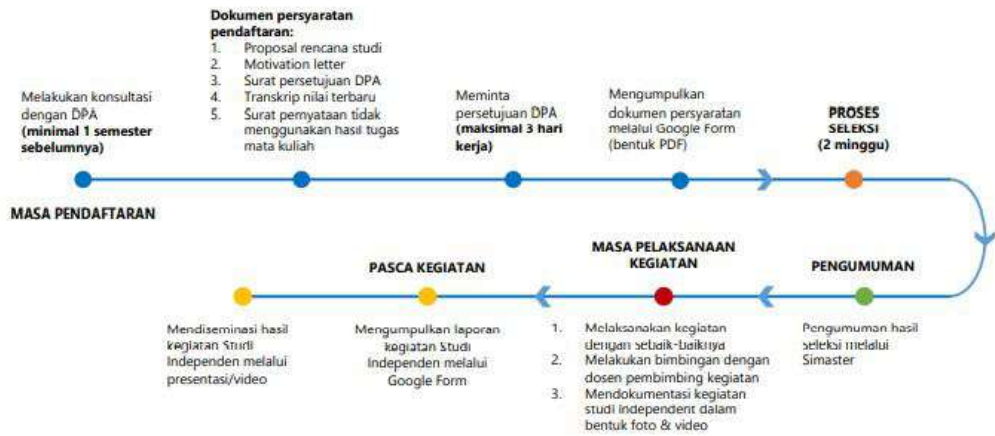 Dokumen persyaratan
pendaftaran:
1. Proposal rencana studi
2. Motivation letter
3. Surat persetujuan DPA
4. Transkrip nilai terbaru
5. Surat pernyataan tidak
menggunakan hasil tugas
mata kuliah
Melakukan konsultasi
dengan DPA
(minimal 1 semester
sebelumnya)
Meminta
persetujuan DPA
(maksimal 3 hari
kerja)
Mengumpulkan
dokumen persyaratan
melalui Google Form
(bentuk PDF)
PROSES
SELEKSI
(2 minggu)
MASA PENDAFTARAN
PENGUMUMAN
Pengumuman hasil
seleksi melalui
Simaster
MASA PELAKSANAAN
KEGIATAN
1. Melaksanakan kegiatan
dengan sebaik-baiknya
2. Melakukan bimbingan dengan
dosen pembimbing kegiatan
3. Mendokumentasi kegiatan
studi independent dalam
bentuk foto & video
PASCA KEGIATAN
Mengumpulkan laporan
kegiatan Studi
Independen melalui
Google Form
Mendiseminasi hasil
kegiatan Studi
Independen melalui
presentasi/video